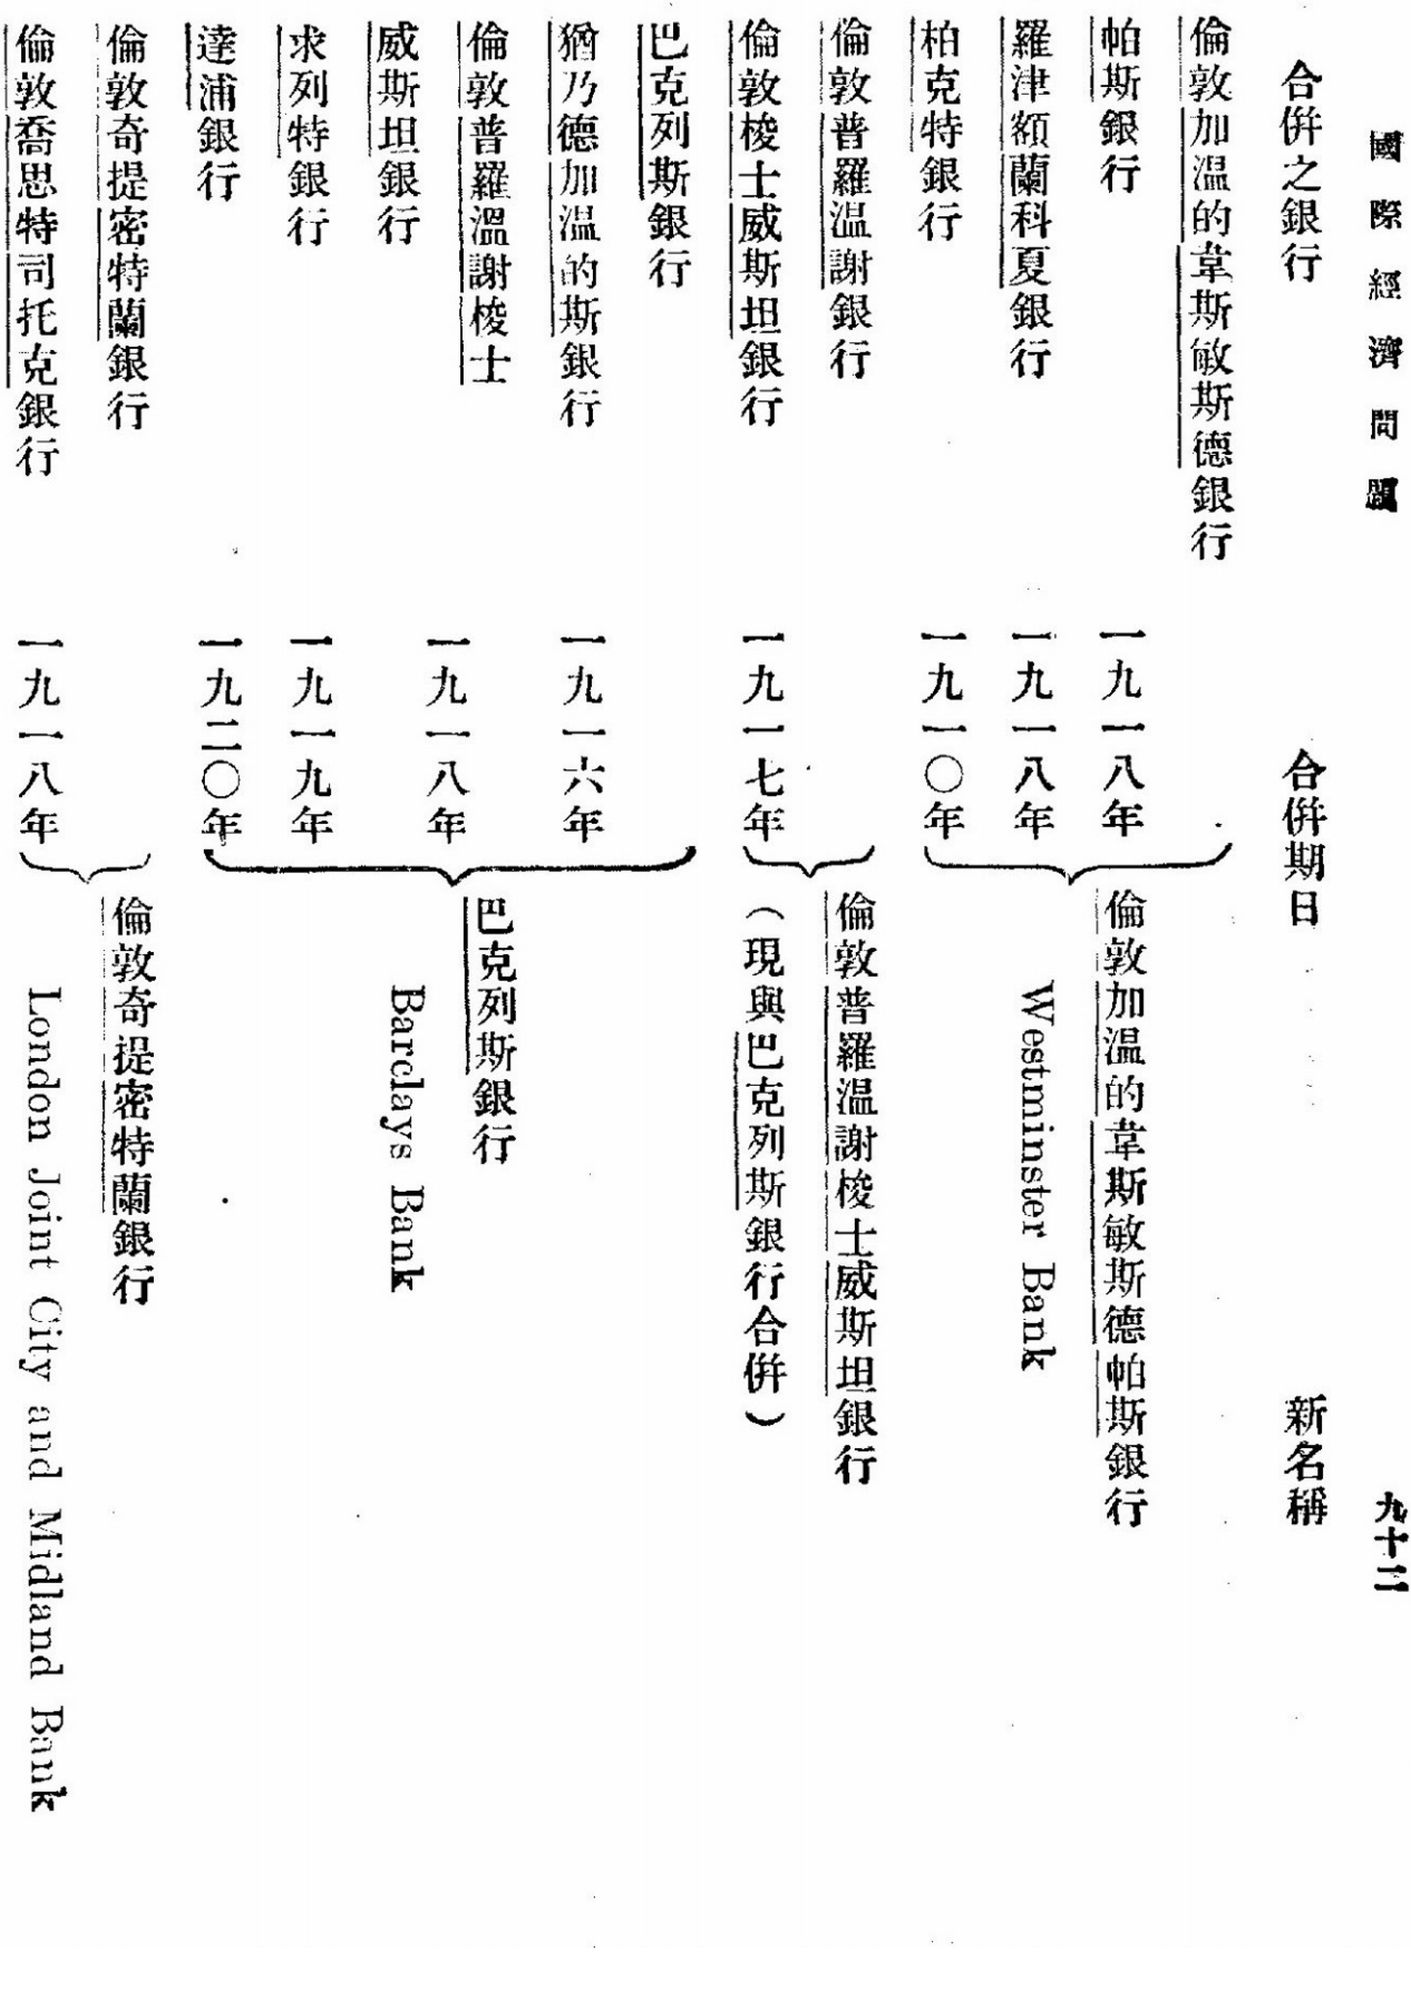 國際經濟問題
九十二
合倂之銀行 合倂期日 新名稱
倫敦加溫的韋斯敏斯德銀行
帕斯銀行 一九一八年
羅津額蘭科夏銀行 一九一八年
柏克特銀行 一九一〇年
倫敦加溫的韋斯敏斯德帕斯銀行
Westminster Bank
倫敦普羅溫謝銀行
倫敦梭士威斯坦銀行 一九一七年
倫敦普羅溫謝梭士威斯坦銀行
（現與巴克列斯銀行合倂）
巴克列斯銀行
猶乃德加溫的斯銀行 一九一六年
倫敦普羅溫謝梭士
威斯坦銀行 一九一八年
求列特銀行 一九一九年
達浦銀行 一九二〇年
巴克列斯銀行
Barclays Bank
倫敦奇提密特蘭銀行
倫敦喬思特司托克銀行 一九一八年
倫敦奇提密特蘭銀行
London Joint City and Midland Bank